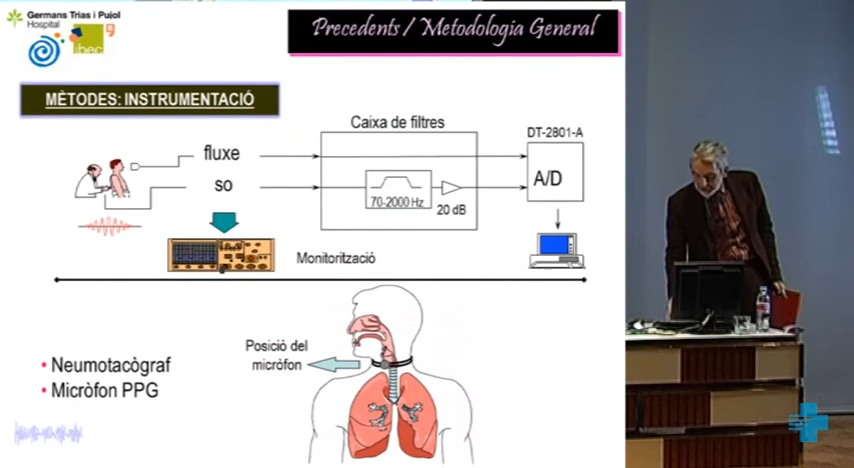 Germans Trias i Pujol
Hospital
ibec
Precedents / Metodologia General
MÈTODES: INSTRUMENTACIÓ
Caixa de filtres
DT-2801-A
fluxe
so
A/D
70-2000 Hz
20 dB
Monitorització
Posició del
micròfon
• Neumotacògraf
• Micròfon PPG